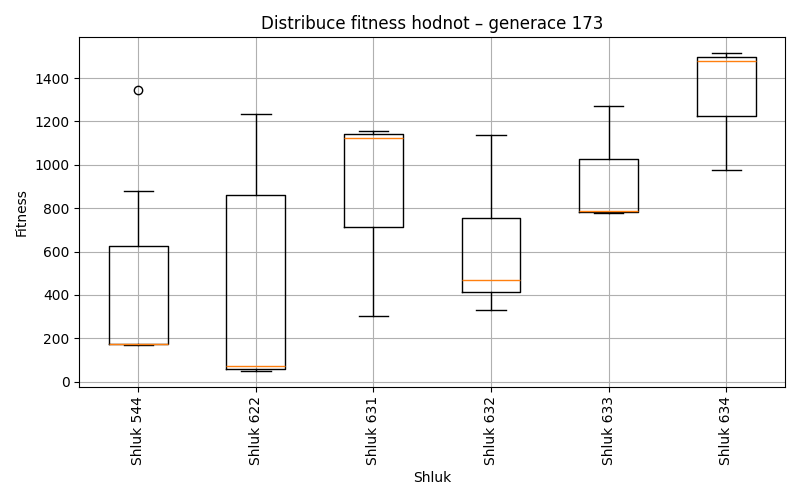 Distribuce fitness hodnot – generace 173
Fitness
1400
1200
1000
800
600
400
200
0
Shluk 544
Shluk 622
Shluk 631
Shluk 632
Shluk 633
Shluk 634
Shluk